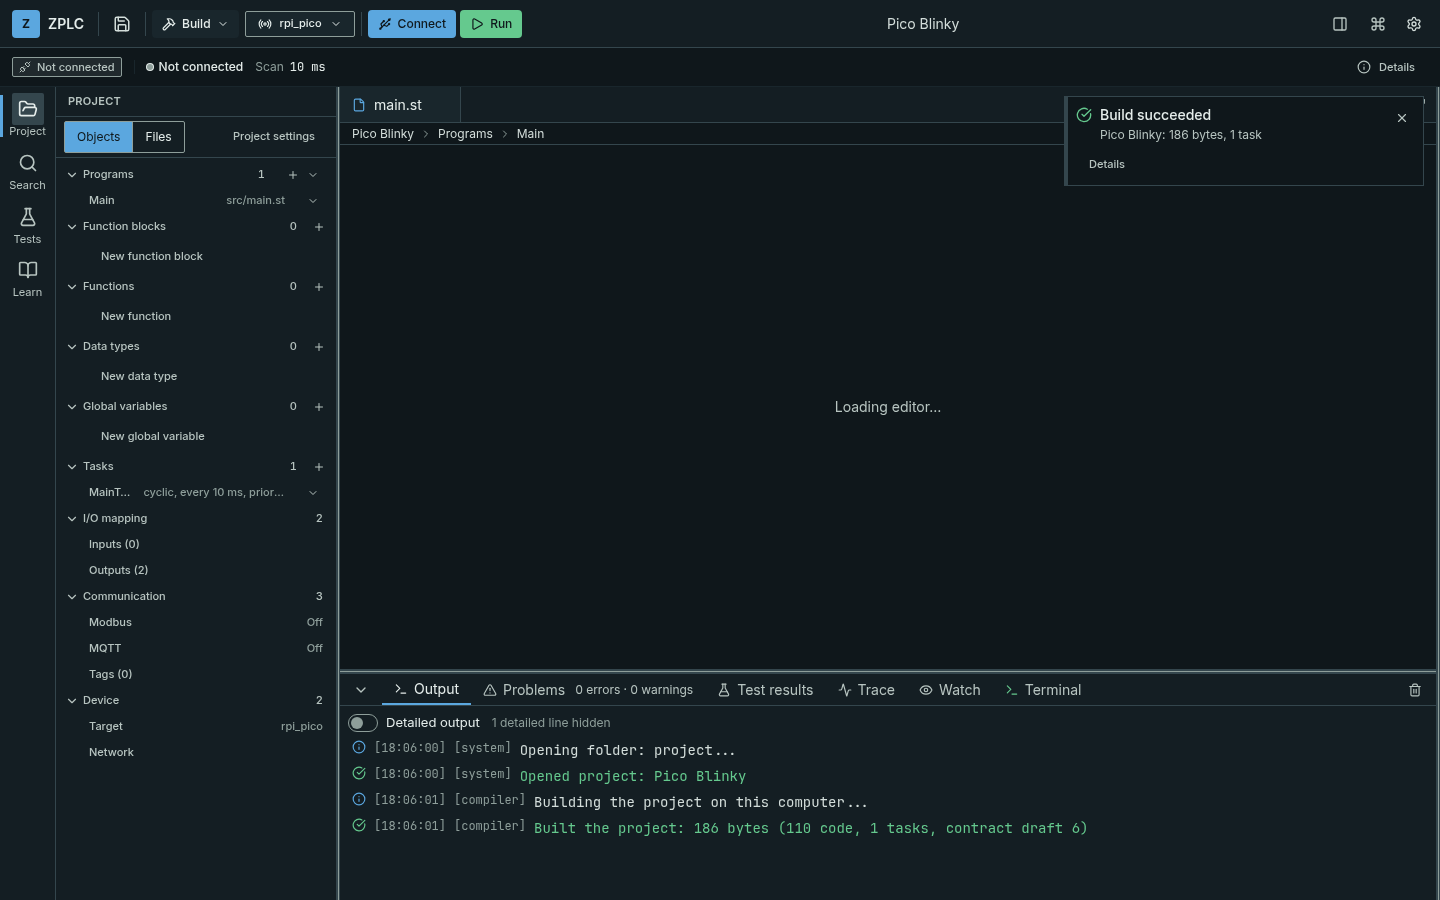 Z ZPLC Build rpi_pico Connect Run Pico Blinky
Not connected Not connected Scan 10 ms Details
Project
Search
Tests
Learn
PROJECT
Objects Files Project settings
Programs 1
Main src/main.st
Function blocks 0
New function block
Functions 0
New function
Data types 0
New data type
Global variables 0
New global variable
Tasks 1
MainT... cyclic, every 10 ms, prior...
I/O mapping 2
Inputs (0)
Outputs (2)
Communication 3
Modbus Off
MQTT Off
Tags (0)
Device 2
Target rpi_pico
Network
main.st
Pico Blinky Programs Main
Build succeeded
Pico Blinky: 186 bytes, 1 task
Details
Loading editor...
Output Problems 0 errors · 0 warnings Test results Trace Watch Terminal
Detailed output 1 detailed line hidden
[18:06:00] [system] Opening folder: project...
[18:06:00] [system] Opened project: Pico Blinky
[18:06:01] [compiler] Building the project on this computer...
[18:06:01] [compiler] Built the project: 186 bytes (110 code, 1 tasks, contract draft 6)